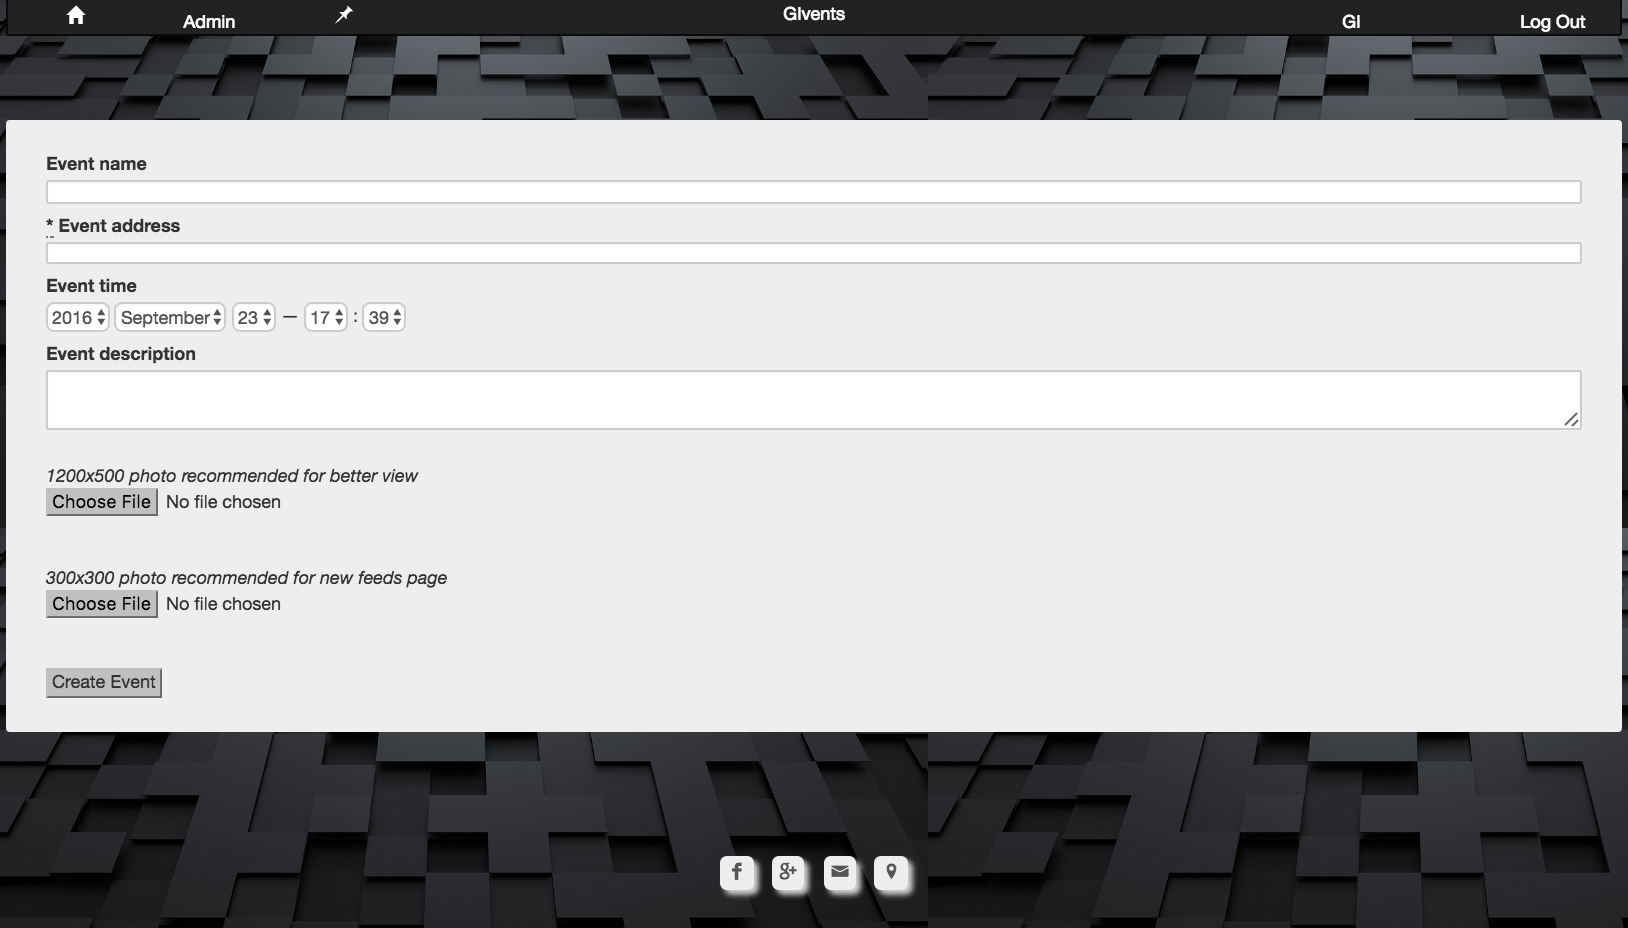 Admin
GIvents
GI
Log Out
Event name
* Event address
Event time
2016 September 23 — 17 : 39
Event description
1200x500 photo recommended for better view
Choose File No file chosen
300x300 photo recommended for new feeds page
Choose File No file chosen
Create Event
f g+